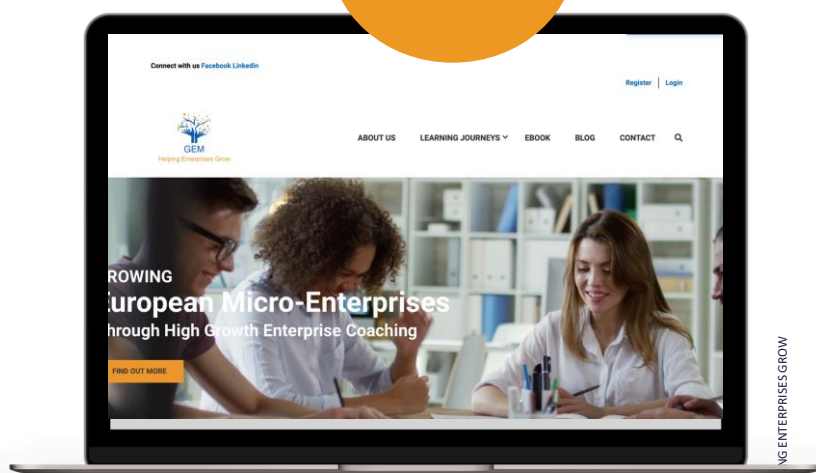 Connect with us Facebook Linkedin
Register | Login
GEM
Helping Enterprises Grow
ABOUT US LEARNING JOURNEYS EBOOK BLOG CONTACT
ROWING
European Micro-Enterprises
hrough High Growth Enterprise Coaching
FIND OUT MORE
NG ENTERPRISES GROW